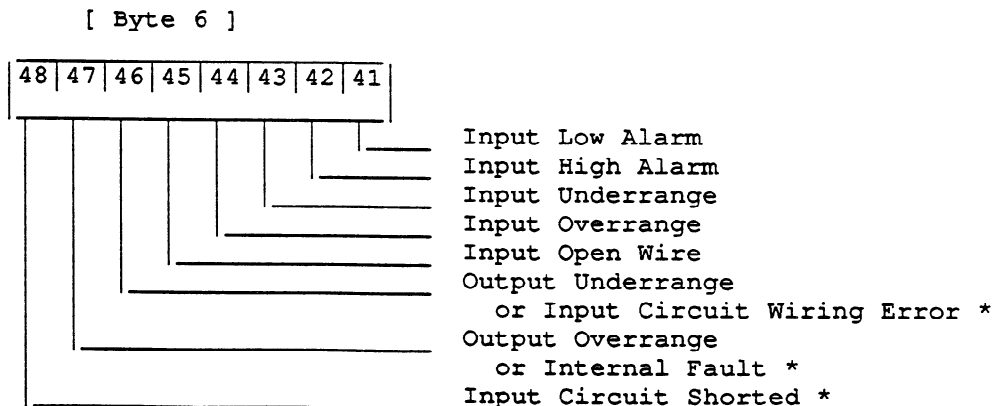 [ Byte 6 ]
48 47 46 45 44 43 42 41
Input Low Alarm
Input High Alarm
Input Underrange
Input Overrange
Input Open Wire
Output Underrange
or Input Circuit Wiring Error *
Output Overrange
or Internal Fault *
Input Circuit Shorted *